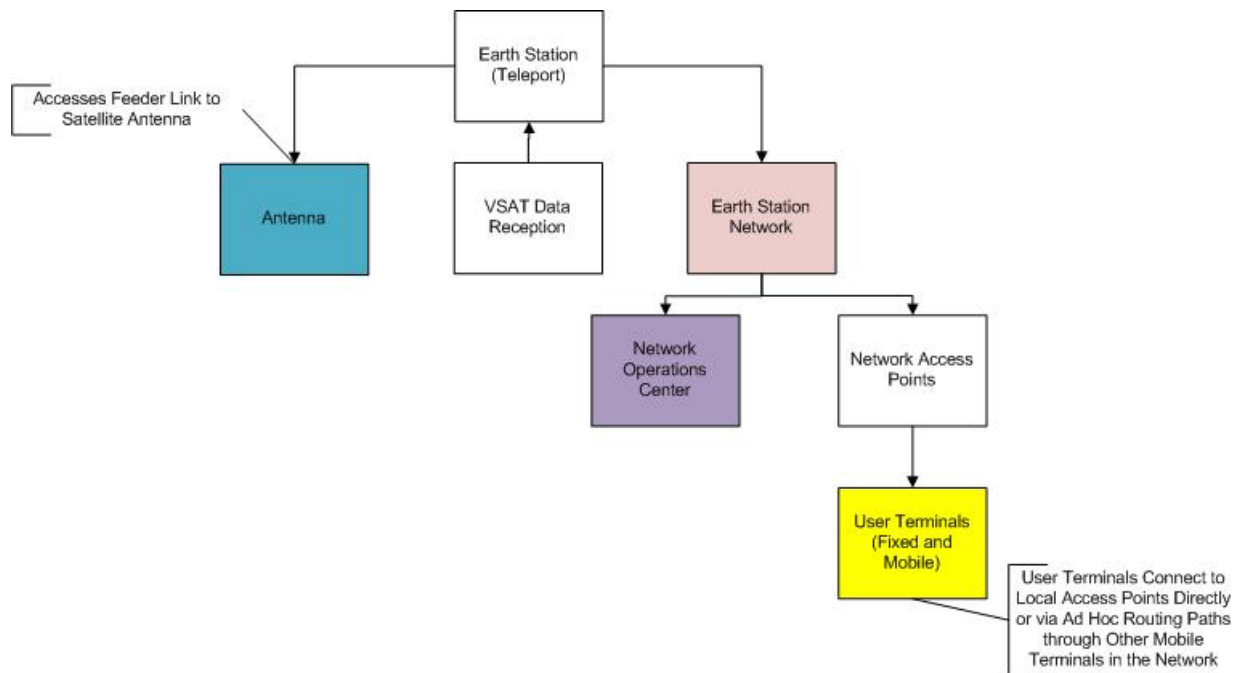 Earth Station
(Teleport)
Accesses Feeder Link to
Satellite Antenna
Antenna
VSAT Data
Reception
Earth Station
Network
Network
Operations
Center
Network Access
Points
User Terminals
(Fixed and
Mobile)
User Terminals Connect to
Local Access Points Directly
or via Ad Hoc Routing Paths
through Other Mobile
Terminals in the Network